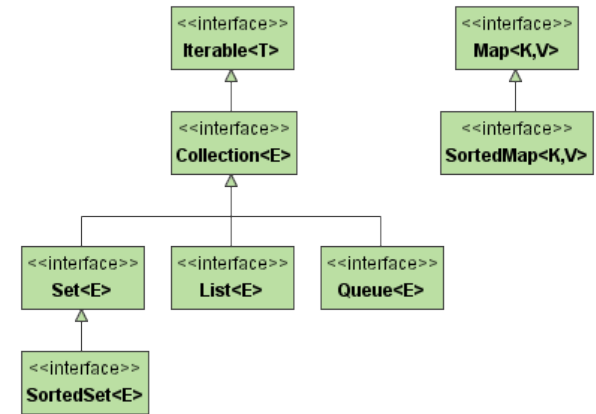 <<interface>>
Iterable<T>
<<interface>>
Map<K,V>
<<interface>>
Collection<E>
<<interface>>
SortedMap<K,V>
<<interface>>
Set<E>
<<interface>>
List<E>
<<interface>>
Queue<E>
<<interface>>
SortedSet<E>